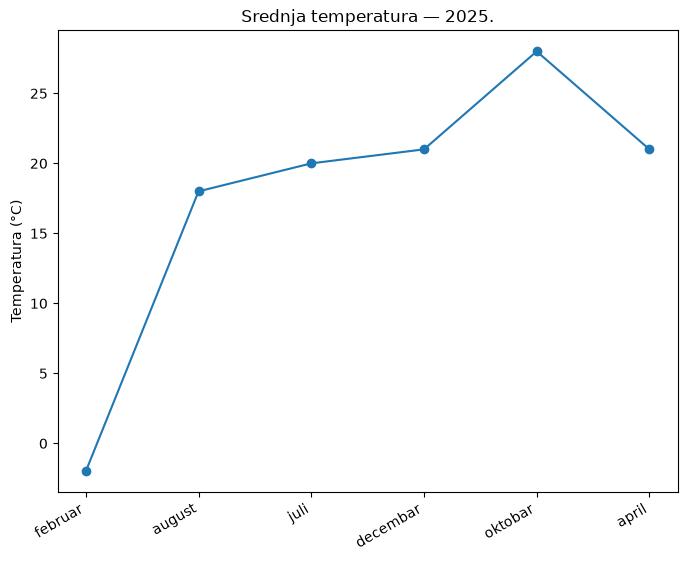 Srednja temperatura — 2025.
Temperatura (°C)
25
20
15
10
5
0
februar
august
juli
decembar
oktobar
april